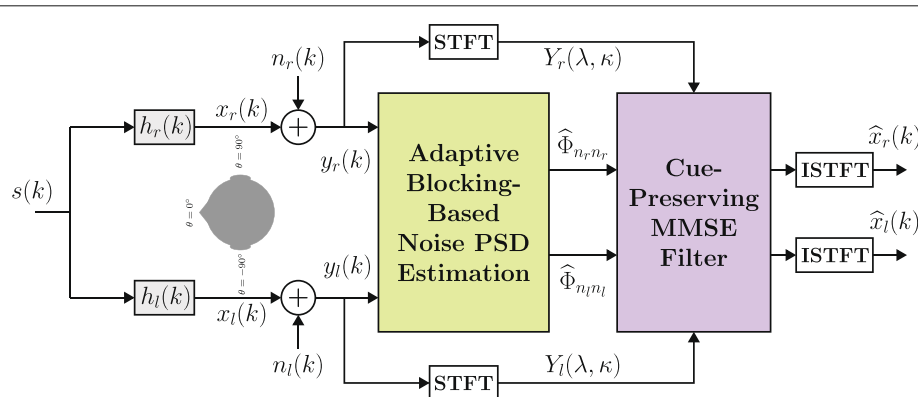 STFT
n_r(k)
Y_r(λ, κ)
x_r(k)
h_r(k)
+
θ = 90°
y_r(k)
Adaptive
Blocking-
Based
Noise PSD
Estimation
Φ̂_{n_r n_r}
Cue-
Preserving
MMSE
Filter
x̂_r(k)
ISTFT
s(k)
θ = 0°
x̂_l(k)
ISTFT
y_l(k)
Φ̂_{n_l n_l}
θ = −90°
h_l(k)
x_l(k)
+
n_l(k)
Y_l(λ, κ)
STFT